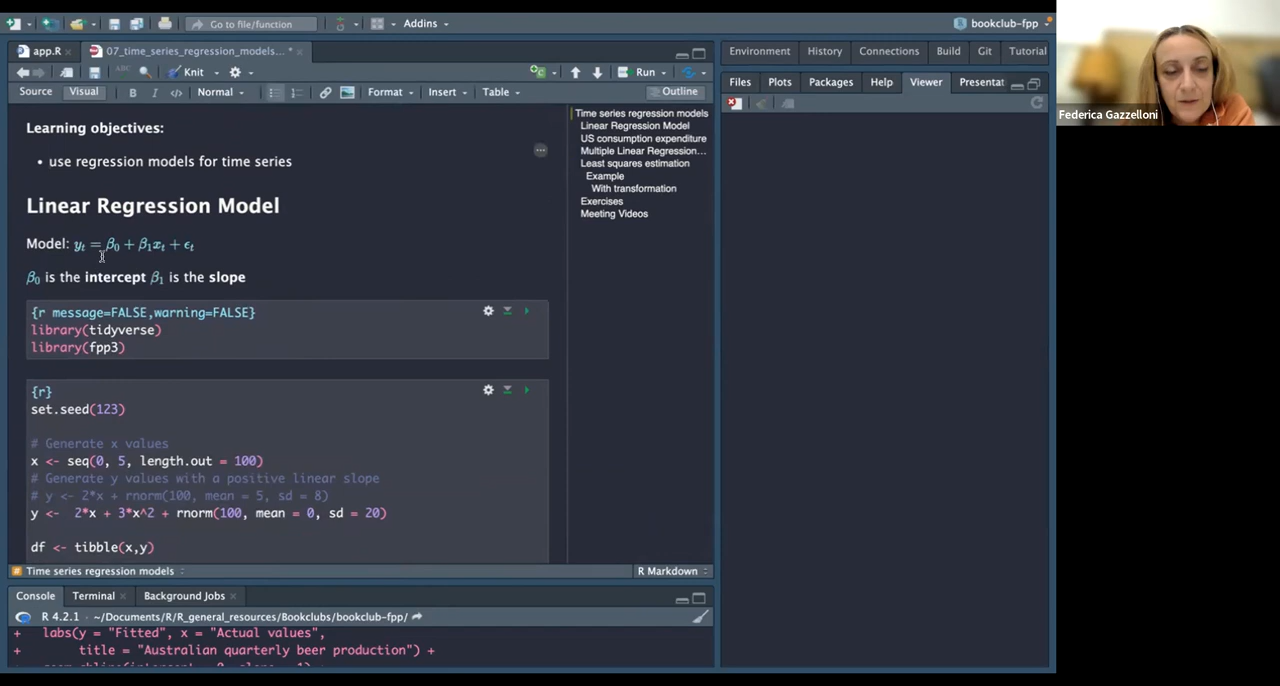 Go to file/function
Addins
bookclub-fpp
app.R
07_time_series_regression_models... *
Knit
Run
Source Visual
B I </> Normal
Format Insert Table
Outline
Learning objectives:
• use regression models for time series
Linear Regression Model
Model: yₜ = β₀ + β₁xₜ + ϵₜ
β₀ is the intercept β₁ is the slope
{r message=FALSE,warning=FALSE}
library(tidyverse)
library(fpp3)
{r}
set.seed(123)
# Generate x values
x <- seq(0, 5, length.out = 100)
# Generate y values with a positive linear slope
# y <- 2*x + rnorm(100, mean = 5, sd = 8)
y <- 2*x + 3*x^2 + rnorm(100, mean = 0, sd = 20)
df <- tibble(x,y)
Time series regression models
Linear Regression Model
US consumption expenditure
Multiple Linear Regression...
Least squares estimation
Example
With transformation
Exercises
Meeting Videos
# Time series regression models
R Markdown
Console Terminal Background Jobs
R 4.2.1 · ~/Documents/R/R_general_resources/Bookclubs/bookclub-fpp/
+ labs(y = "Fitted", x = "Actual values",
+ title = "Australian quarterly beer production") +
Environment History Connections Build Git Tutorial
Files Plots Packages Help Viewer Presentat
Federica Gazzelloni